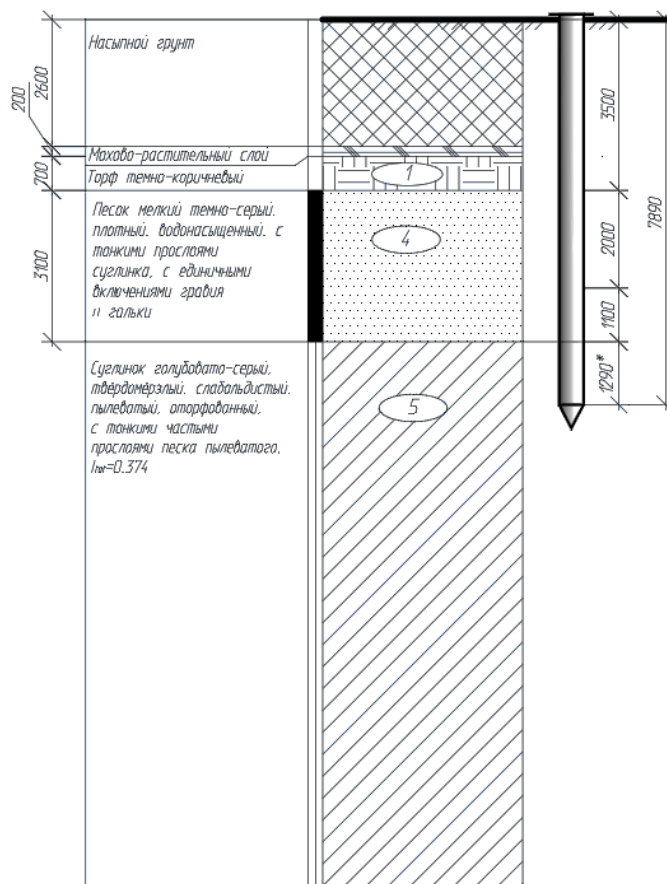 Насыпной грунт
Мохово-растительный слой
Торф темно-коричневый
Песок мелкий темно-серый.
плотный. водонасыщенный. с
тонкими прослоями
суглинка, с единичными
включениями гравия
и гальки
Суглинок голубовато-серый,
твёрдомёрзлый. слабольдистый.
пылеватый, оторфованный,
с тонкими частыми
прослоями песка пылеватого.
=0.374
2600
200
700
3100
1
4
5
3500
2000
1100
1290*
7890